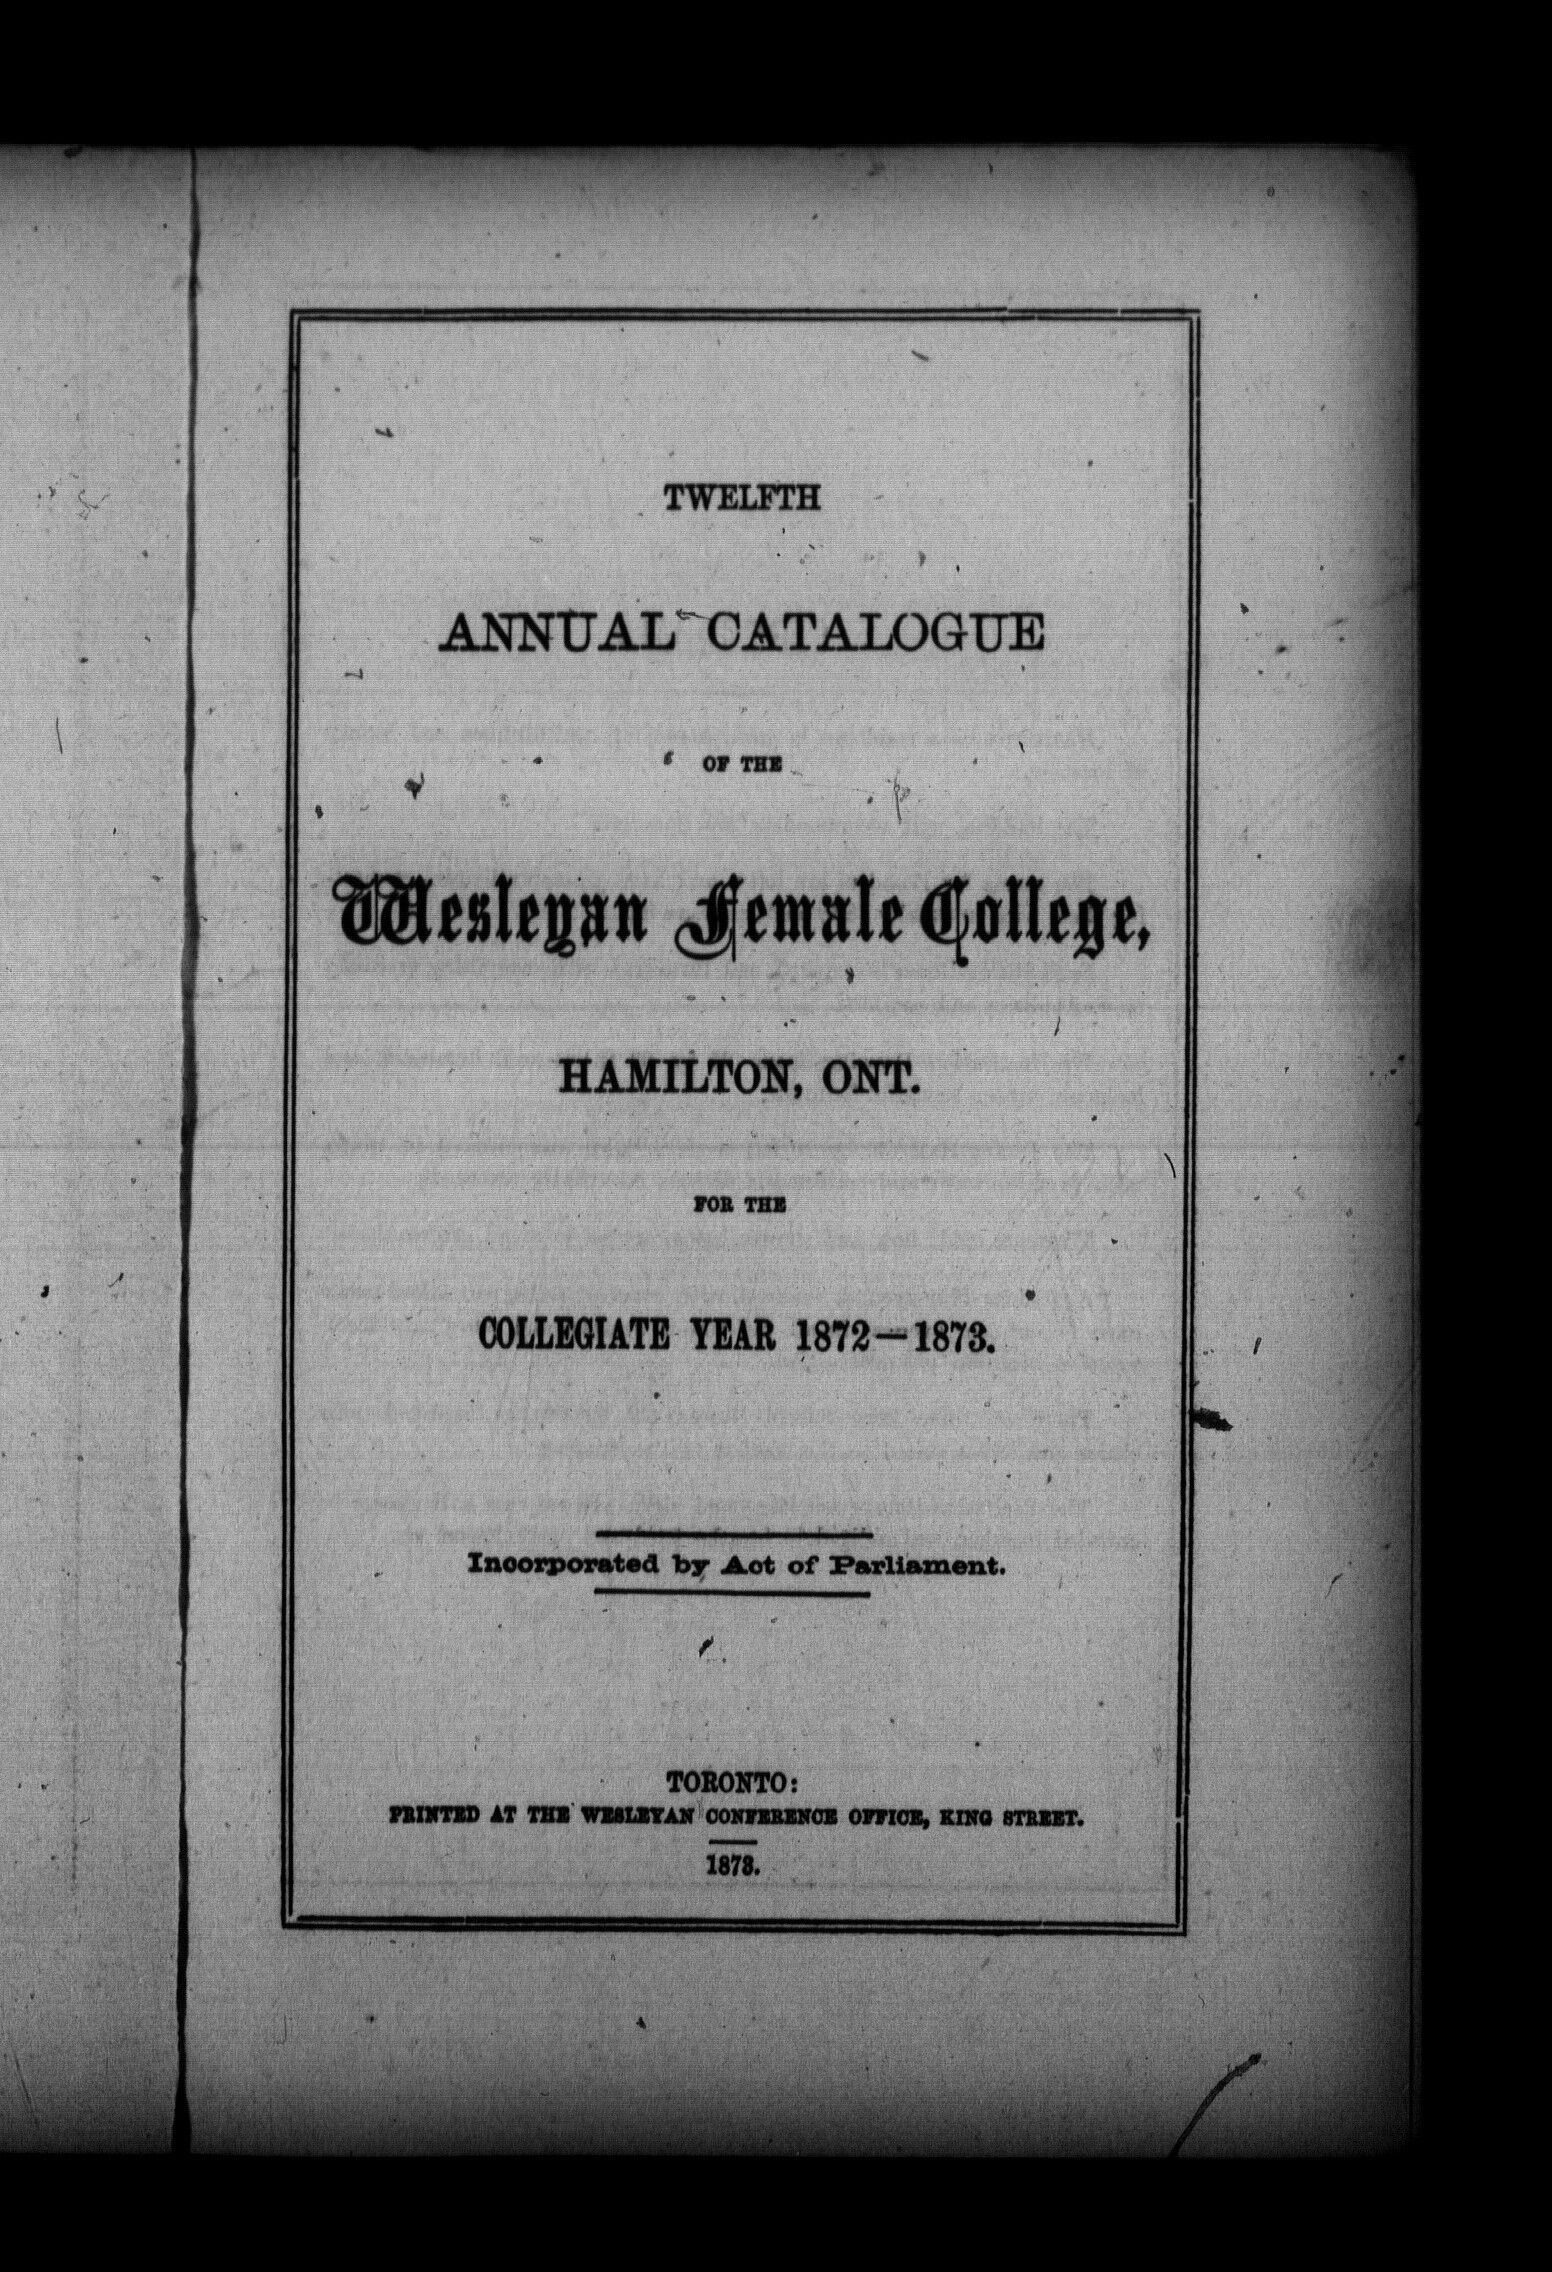 TWELFTH
ANNUAL CATALOGUE
OF THE
Wesleyan Female College,
HAMILTON, ONT.
FOR THE
COLLEGIATE YEAR 1872—1873.
Incorporated by Act of Parliament.
TORONTO:
PRINTED AT THE WESLEYAN CONFERENCE OFFICE, KING STREET.
1873.